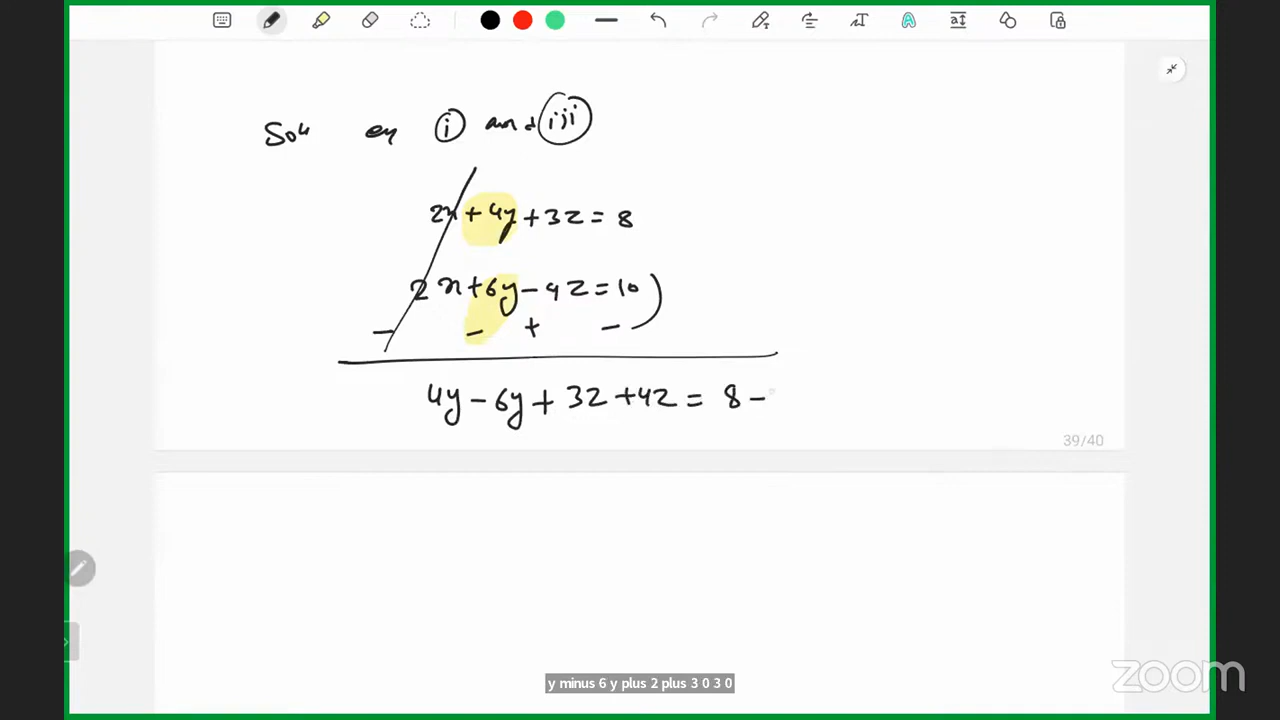 Sol⁴ eq (i) and (iii)
2x + 4y + 3z = 8
2x + 6y - 4z = 10 )
- - + -
4y - 6y + 3z + 4z = 8 -
39/40
y minus 6 y plus 2 plus 3 0 3 0
zoom